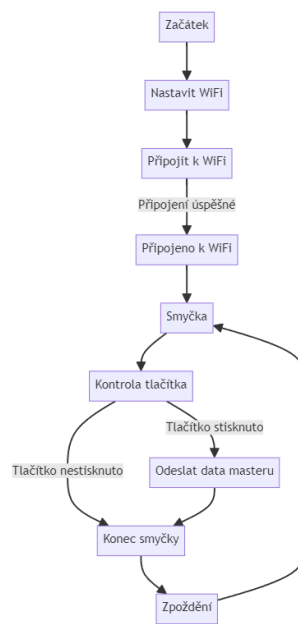 Začátek
Nastavit WiFi
Připojit k WiFi
Připojení úspěšné
Připojeno k WiFi
Smyčka
Kontrola tlačítka
Tlačítko stisknuto
Tlačítko nestisknuto
Odeslat data masteru
Konec smyčky
Zpoždění